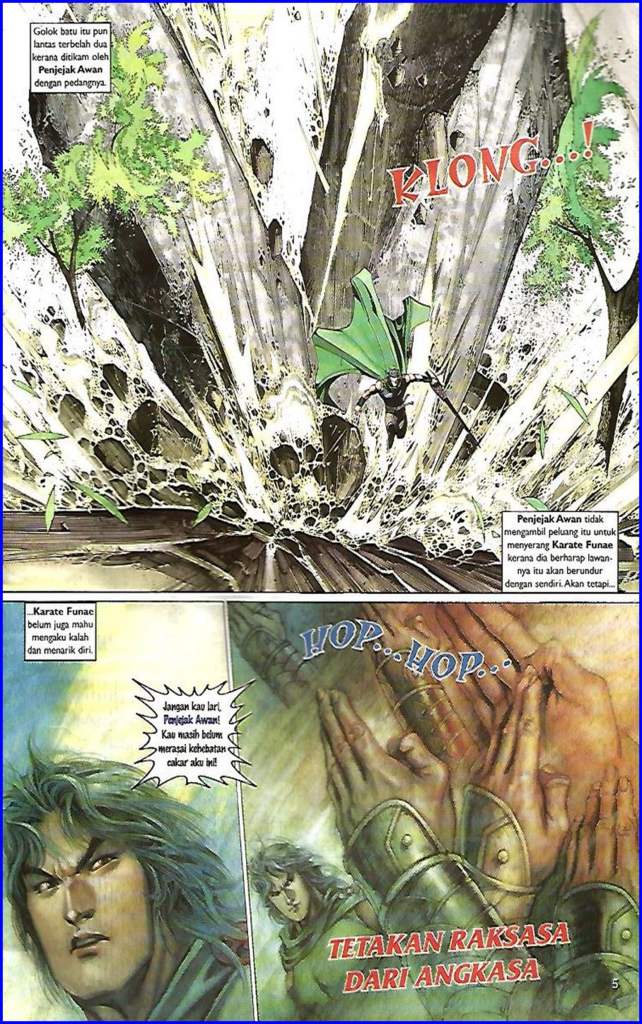 Golok batu itu pun
lantas terbelah dua
kerana ditikam oleh
Penjejak Awan
dengan pedangnya.
KLONG...!
Penjejak Awan tidak
mengambil peluang itu untuk
menyerang Karate Funae
kerana dia berharap lawan-
nya itu akan berundur
dengan sendiri. Akan tetapi...
...Karate Funae
belum juga mahu
mengaku kalah
dan menarik diri.
Jangan kau lari,
Penjejak Awan!
Kau masih belum
merasai kehebatan
cakar aku ini!
HOP...HOP...
TETAKAN RAKSASA
DARI ANGKASA
5